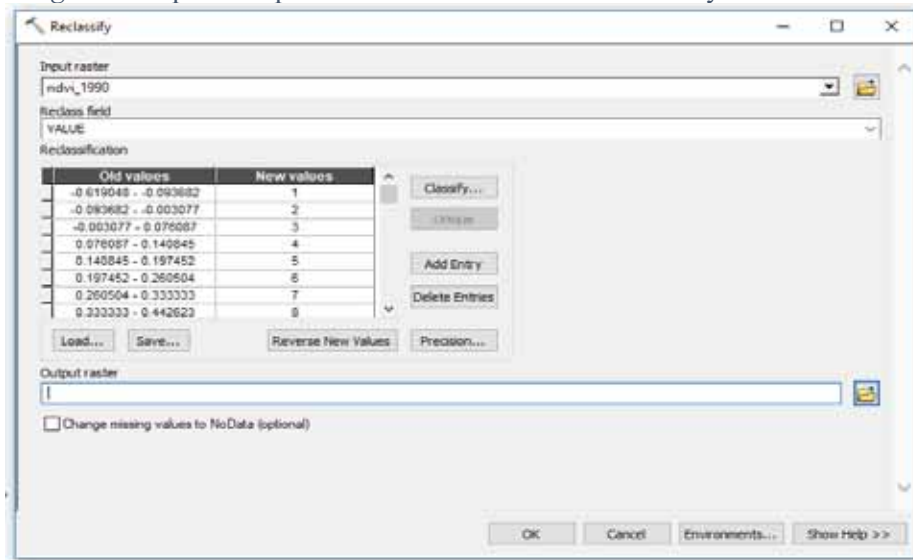 Reclassify
Input raster
ndvi_1990
Reclass field
VALUE
Reclassification
Old values New values
-0.619048 - -0.093682 1
-0.093682 - -0.003077 2
-0.003077 - 0.076087 3
0.076087 - 0.140845 4
0.140845 - 0.197452 5
0.197452 - 0.260504 6
0.260504 - 0.333333 7
0.333333 - 0.442623 8
Classify...
Unique
Add Entry
Delete Entries
Load... Save... Reverse New Values Precision...
Output raster
Change missing values to NoData (optional)
OK Cancel Environments... Show Help >>